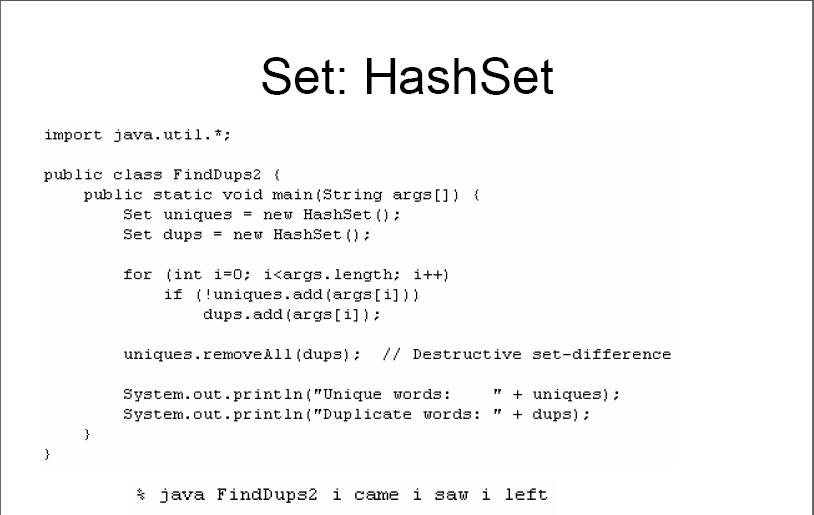 Set: HashSet
import java.util.*;
public class FindDups2 {
public static void main(String args[]) {
Set uniques = new HashSet();
Set dups = new HashSet();
for (int i=0; i<args.length; i++)
if (!uniques.add(args[i]))
dups.add(args[i]);
uniques.removeAll(dups);  // Destructive set-difference
System.out.println("Unique words:    " + uniques);
System.out.println("Duplicate words: " + dups);
}
}
% java FindDups2 i came i saw i left